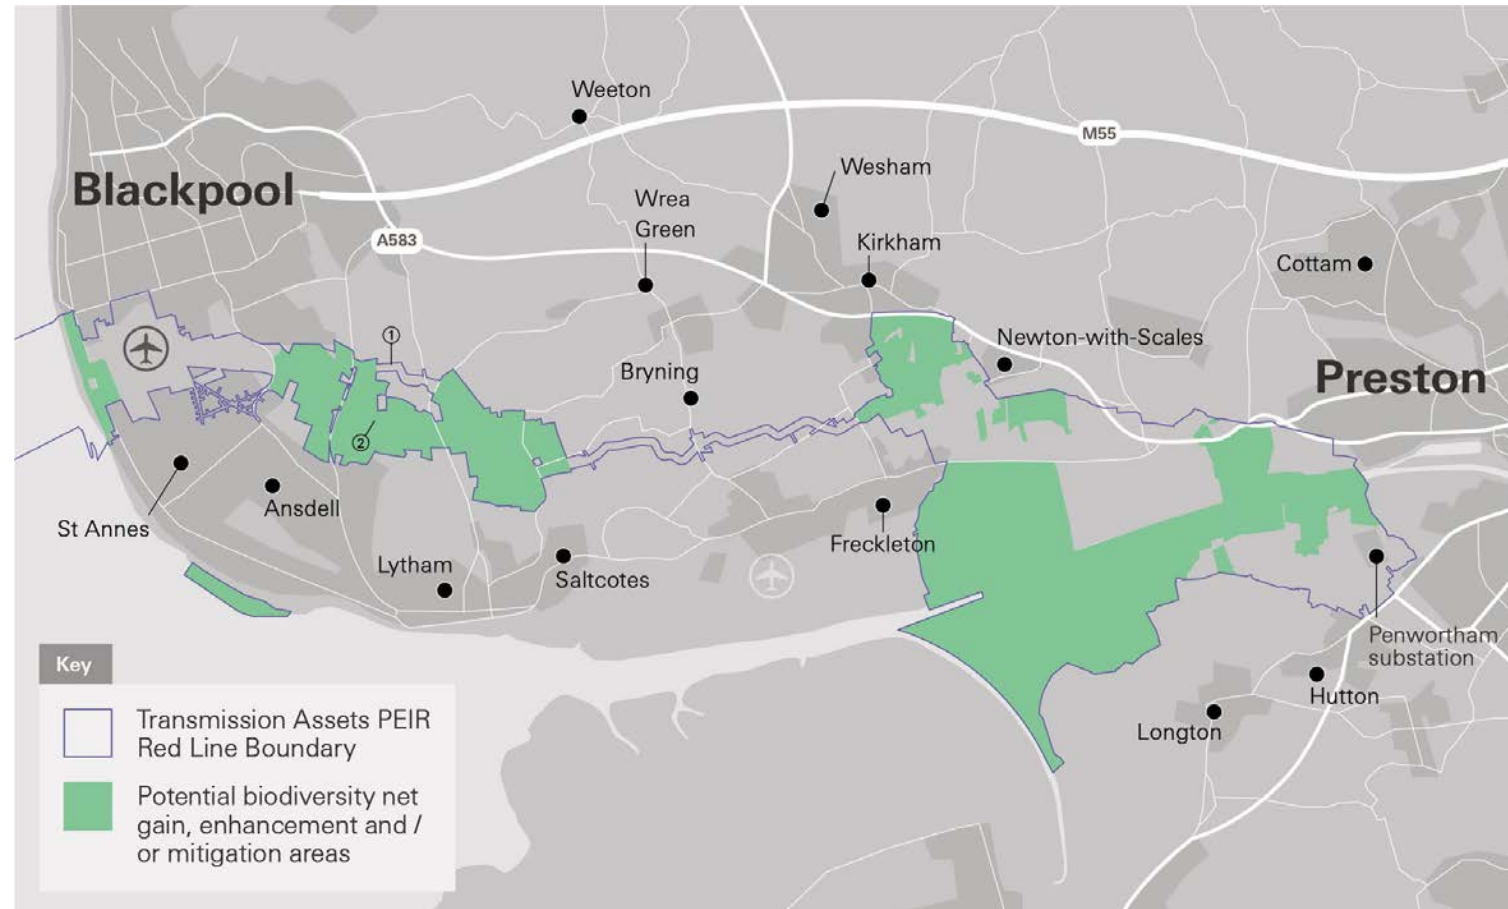 Weeton
M55
Blackpool
Wesham
Wrea
Green
A583
Kirkham
Cottam
1
Newton-with-Scales
Bryning
Preston
2
St Annes
Ansdell
Freckleton
Lytham
Saltcotes
Penwortham
substation
Hutton
Longton
Key
Transmission Assets PEIR
Red Line Boundary
Potential biodiversity net
gain, enhancement and /
or mitigation areas